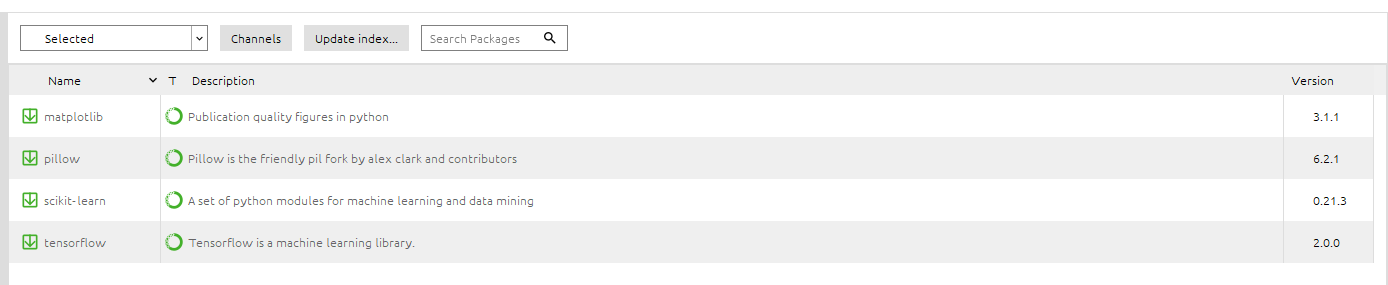 Selected Channels Update index... Search Packages
Name T Description Version
matplotlib Publication quality figures in python 3.1.1
pillow Pillow is the friendly pil fork by alex clark and contributors 6.2.1
scikit-learn A set of python modules for machine learning and data mining 0.21.3
tensorflow Tensorflow is a machine learning library. 2.0.0